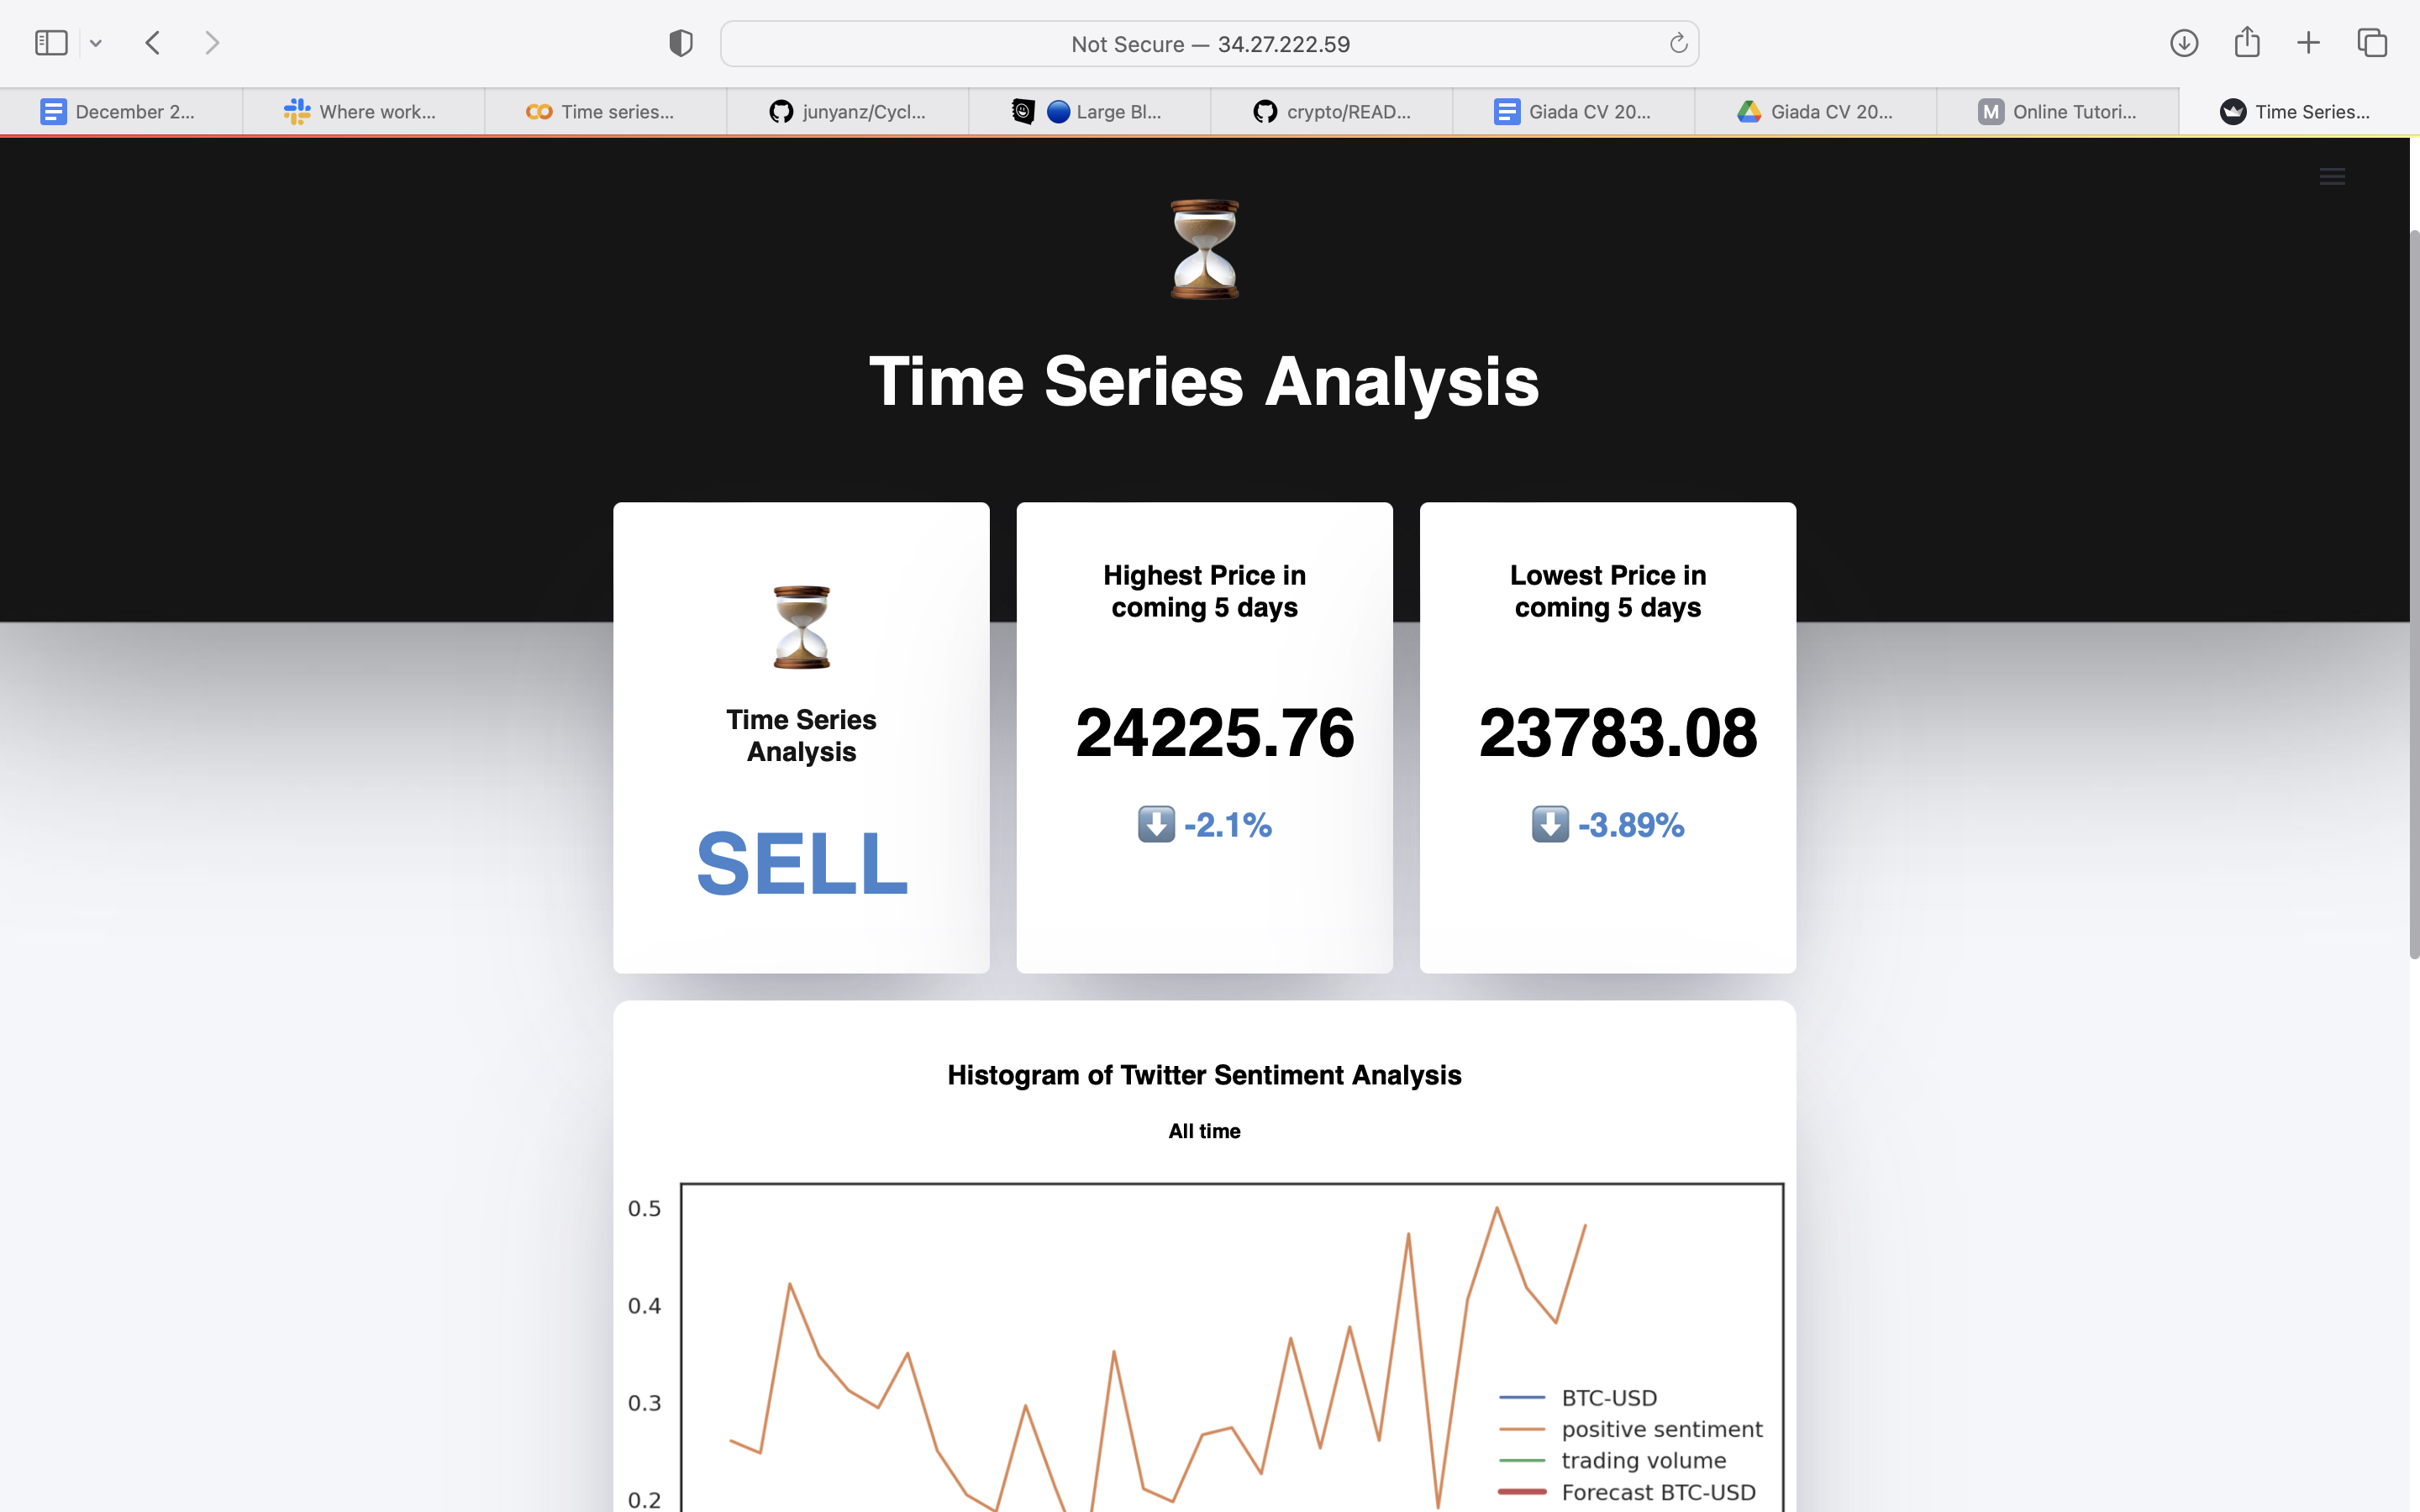 Not Secure — 34.27.222.59
December 2...
Where work...
Time series...
junyanz/Cycl...
Large Bl...
crypto/READ...
Giada CV 20...
Giada CV 20...
M Online Tutori...
Time Series...
Time Series Analysis
Time Series
Analysis
SELL
Highest Price in
coming 5 days
24225.76
-2.1%
Lowest Price in
coming 5 days
23783.08
-3.89%
Histogram of Twitter Sentiment Analysis
All time
0.5
0.4
0.3
0.2
BTC-USD
positive sentiment
trading volume
Forecast BTC-USD